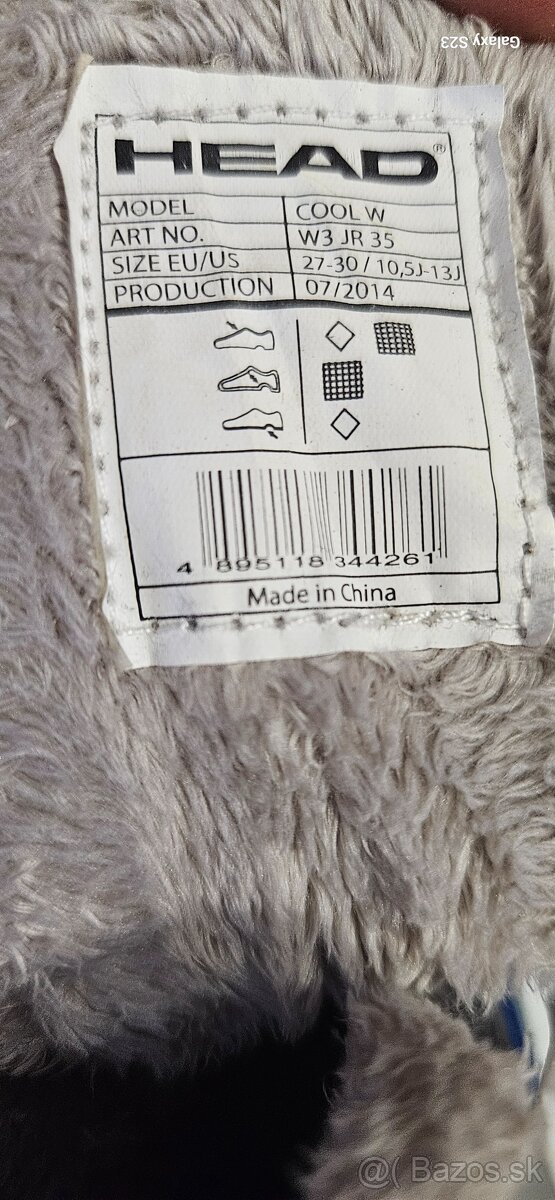 Galaxy S23
HEAD®
MODEL COOL W
ART NO. W3 JR 35
SIZE EU/US 27-30 / 10,5J-13J
PRODUCTION 07/2014
4 895118 344261
Made in China
@( Bazos.sk